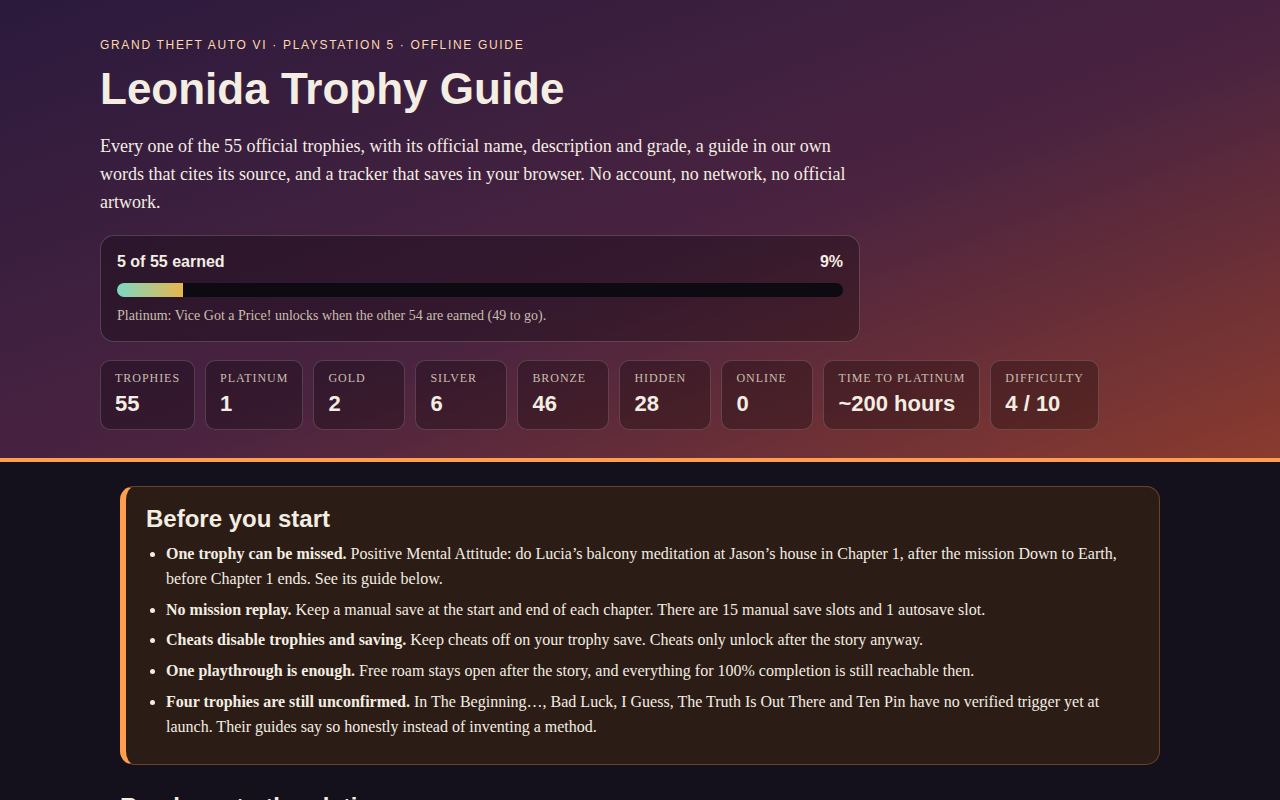 GRAND THEFT AUTO VI · PLAYSTATION 5 · OFFLINE GUIDE
Leonida Trophy Guide
Every one of the 55 official trophies, with its official name, description and grade, a guide in our own
words that cites its source, and a tracker that saves in your browser. No account, no network, no official
artwork.
5 of 55 earned 9%
Platinum: Vice Got a Price! unlocks when the other 54 are earned (49 to go).
TROPHIES PLATINUM GOLD SILVER BRONZE HIDDEN ONLINE TIME TO PLATINUM DIFFICULTY
55 1 2 6 46 28 0 ~200 hours 4 / 10
Before you start
• One trophy can be missed. Positive Mental Attitude: do Lucia’s balcony meditation at Jason’s house in Chapter 1, after the mission Down to Earth,
before Chapter 1 ends. See its guide below.
• No mission replay. Keep a manual save at the start and end of each chapter. There are 15 manual save slots and 1 autosave slot.
• Cheats disable trophies and saving. Keep cheats off on your trophy save. Cheats only unlock after the story anyway.
• One playthrough is enough. Free roam stays open after the story, and everything for 100% completion is still reachable then.
• Four trophies are still unconfirmed. In The Beginning…, Bad Luck, I Guess, The Truth Is Out There and Ten Pin have no verified trigger yet at
launch. Their guides say so honestly instead of inventing a method.